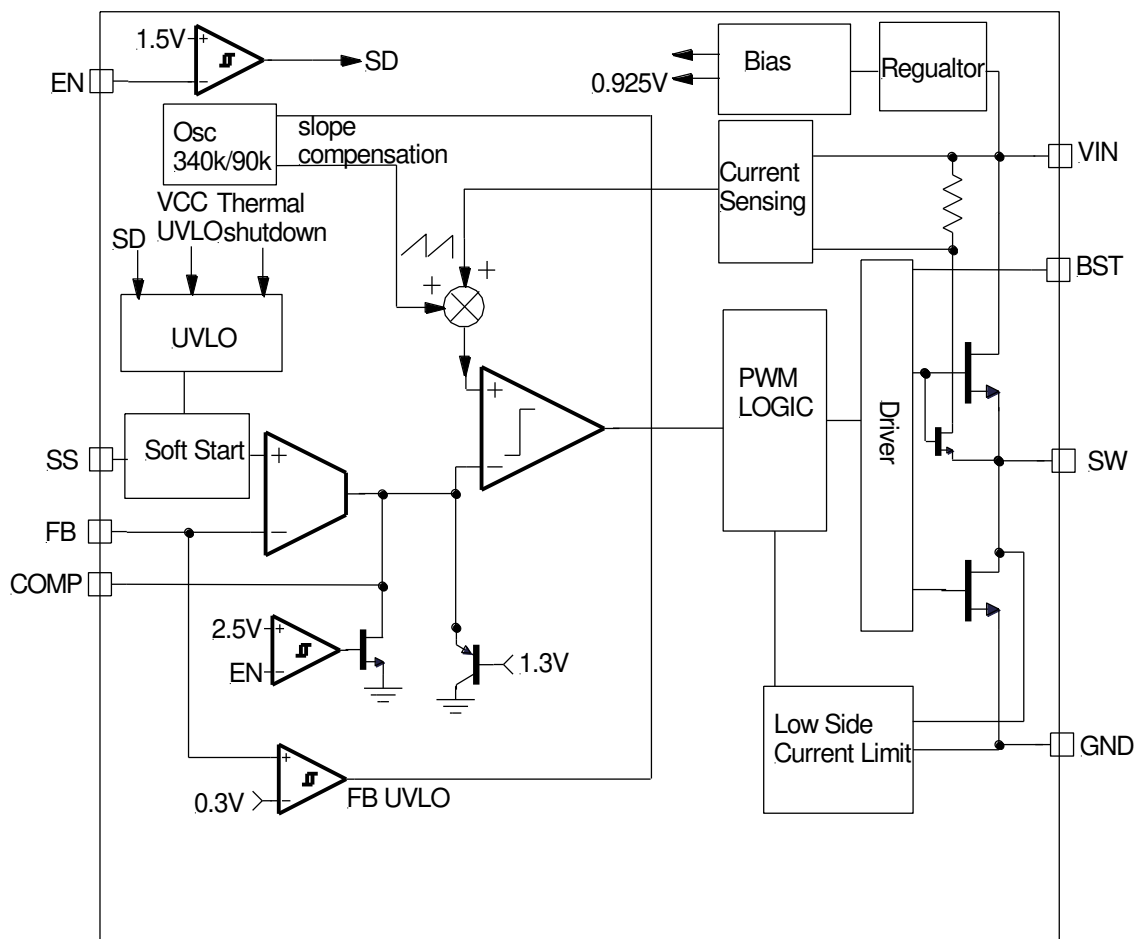 1.5V
+
−
SD
EN
Bias
0.925V
Regualtor
Osc
340k/90k
slope
compensation
Current
Sensing
VIN
VCC
UVLO
Thermal
shutdown
SD
+
+
BST
UVLO
PWM
LOGIC
Driver
+
−
SS
Soft Start
+
−
SW
FB
COMP
2.5V
+
EN
−
1.3V
Low Side
Current Limit
GND
+
0.3V
−
FB UVLO